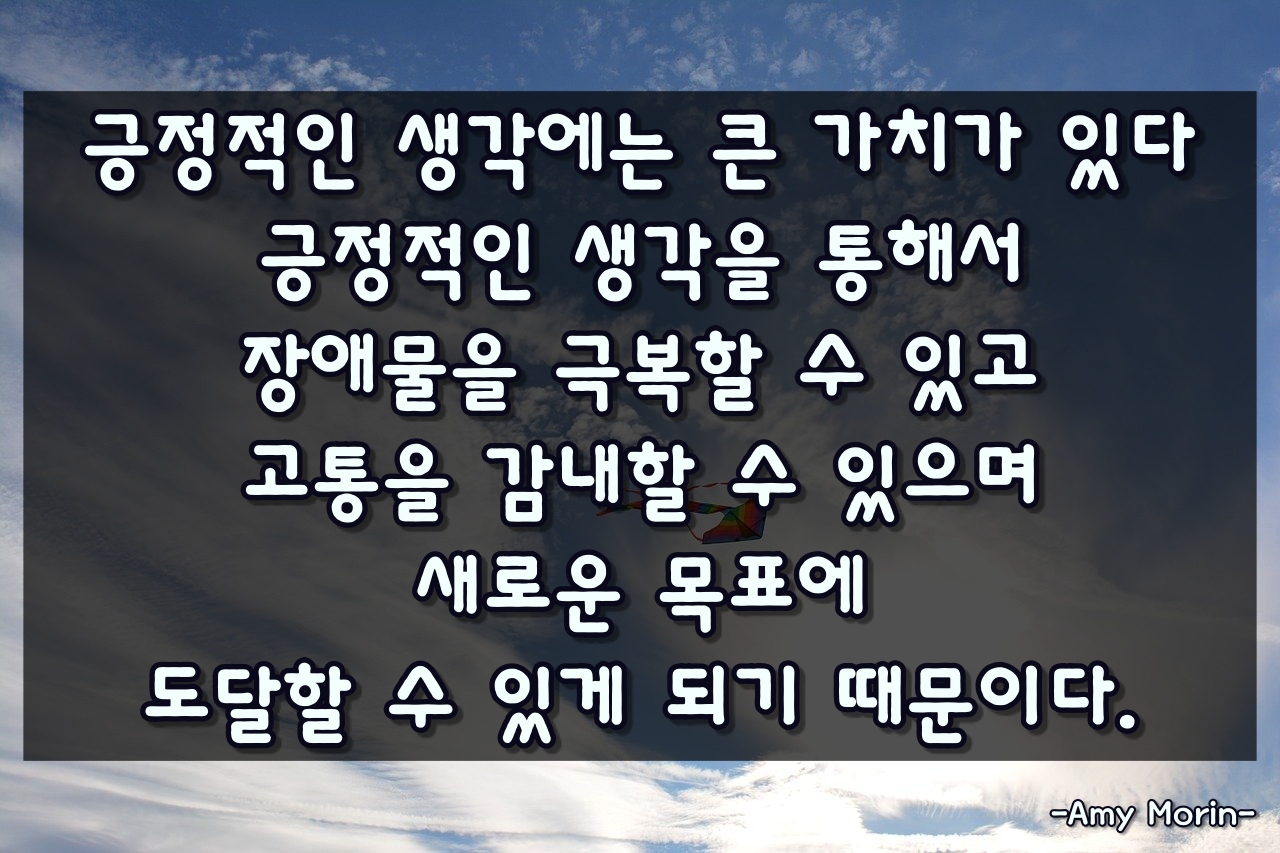 긍정적인 생각에는 큰 가치가 있다
긍정적인 생각을 통해서
장애물을 극복할 수 있고
고통을 감내할 수 있으며
새로운 목표에
도달할 수 있게 되기 때문이다.
-Amy Morin-